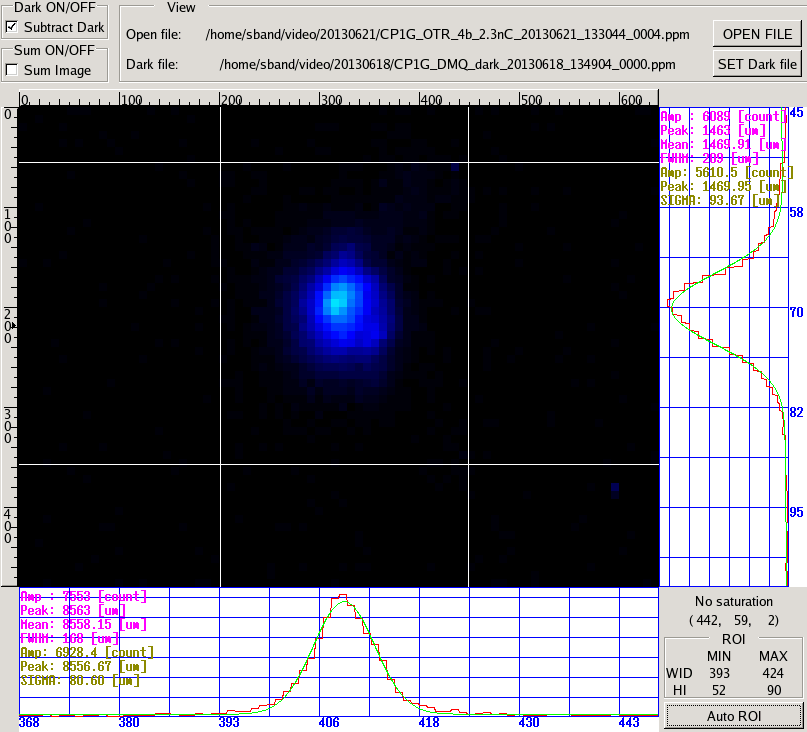 Dark ON/OFF
Subtract Dark
Sum ON/OFF
Sum Image
View
Open file: /home/sband/video/20130621/CP1G_OTR_4b_2.3nC_20130621_133044_0004.ppm
OPEN FILE
Dark file: /home/sband/video/20130618/CP1G_DMQ_dark_20130618_134904_0000.ppm
SET Dark file
0 100 200 300 400 500 600
0
100
200
300
400
Amp : 6089 [count]
Peak: 1463 [um]
Mean: 1469.91 [um]
FWHM: 209 [um]
Amp: 5610.5 [count]
Peak: 1469.95 [um]
SIGMA: 93.67 [um]
45
58
70
82
95
Amp : 7553 [count]
Peak: 8563 [um]
Mean: 8558.15 [um]
FWHM: 168 [um]
Amp: 6928.4 [count]
Peak: 8556.67 [um]
SIGMA: 80.60 [um]
368 380 393 406 418 430 443
No saturation
( 442, 59, 2)
ROI
MIN MAX
WID 393 424
HI 52 90
Auto ROI